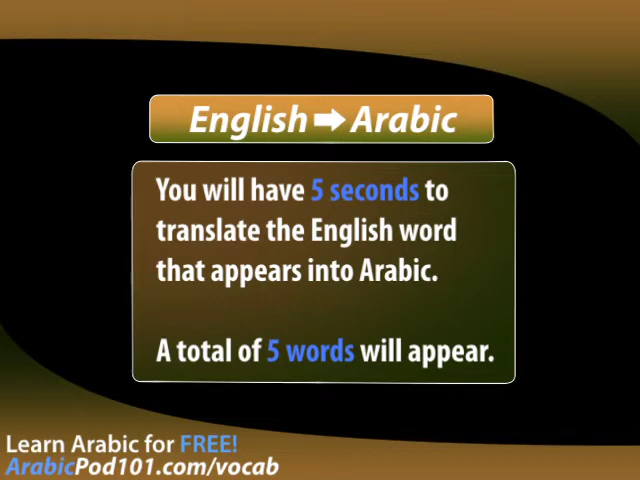 English ➡ Arabic
You will have 5 seconds to
translate the English word
that appears into Arabic.
A total of 5 words will appear.
Learn Arabic for FREE!
ArabicPod101.com/vocab